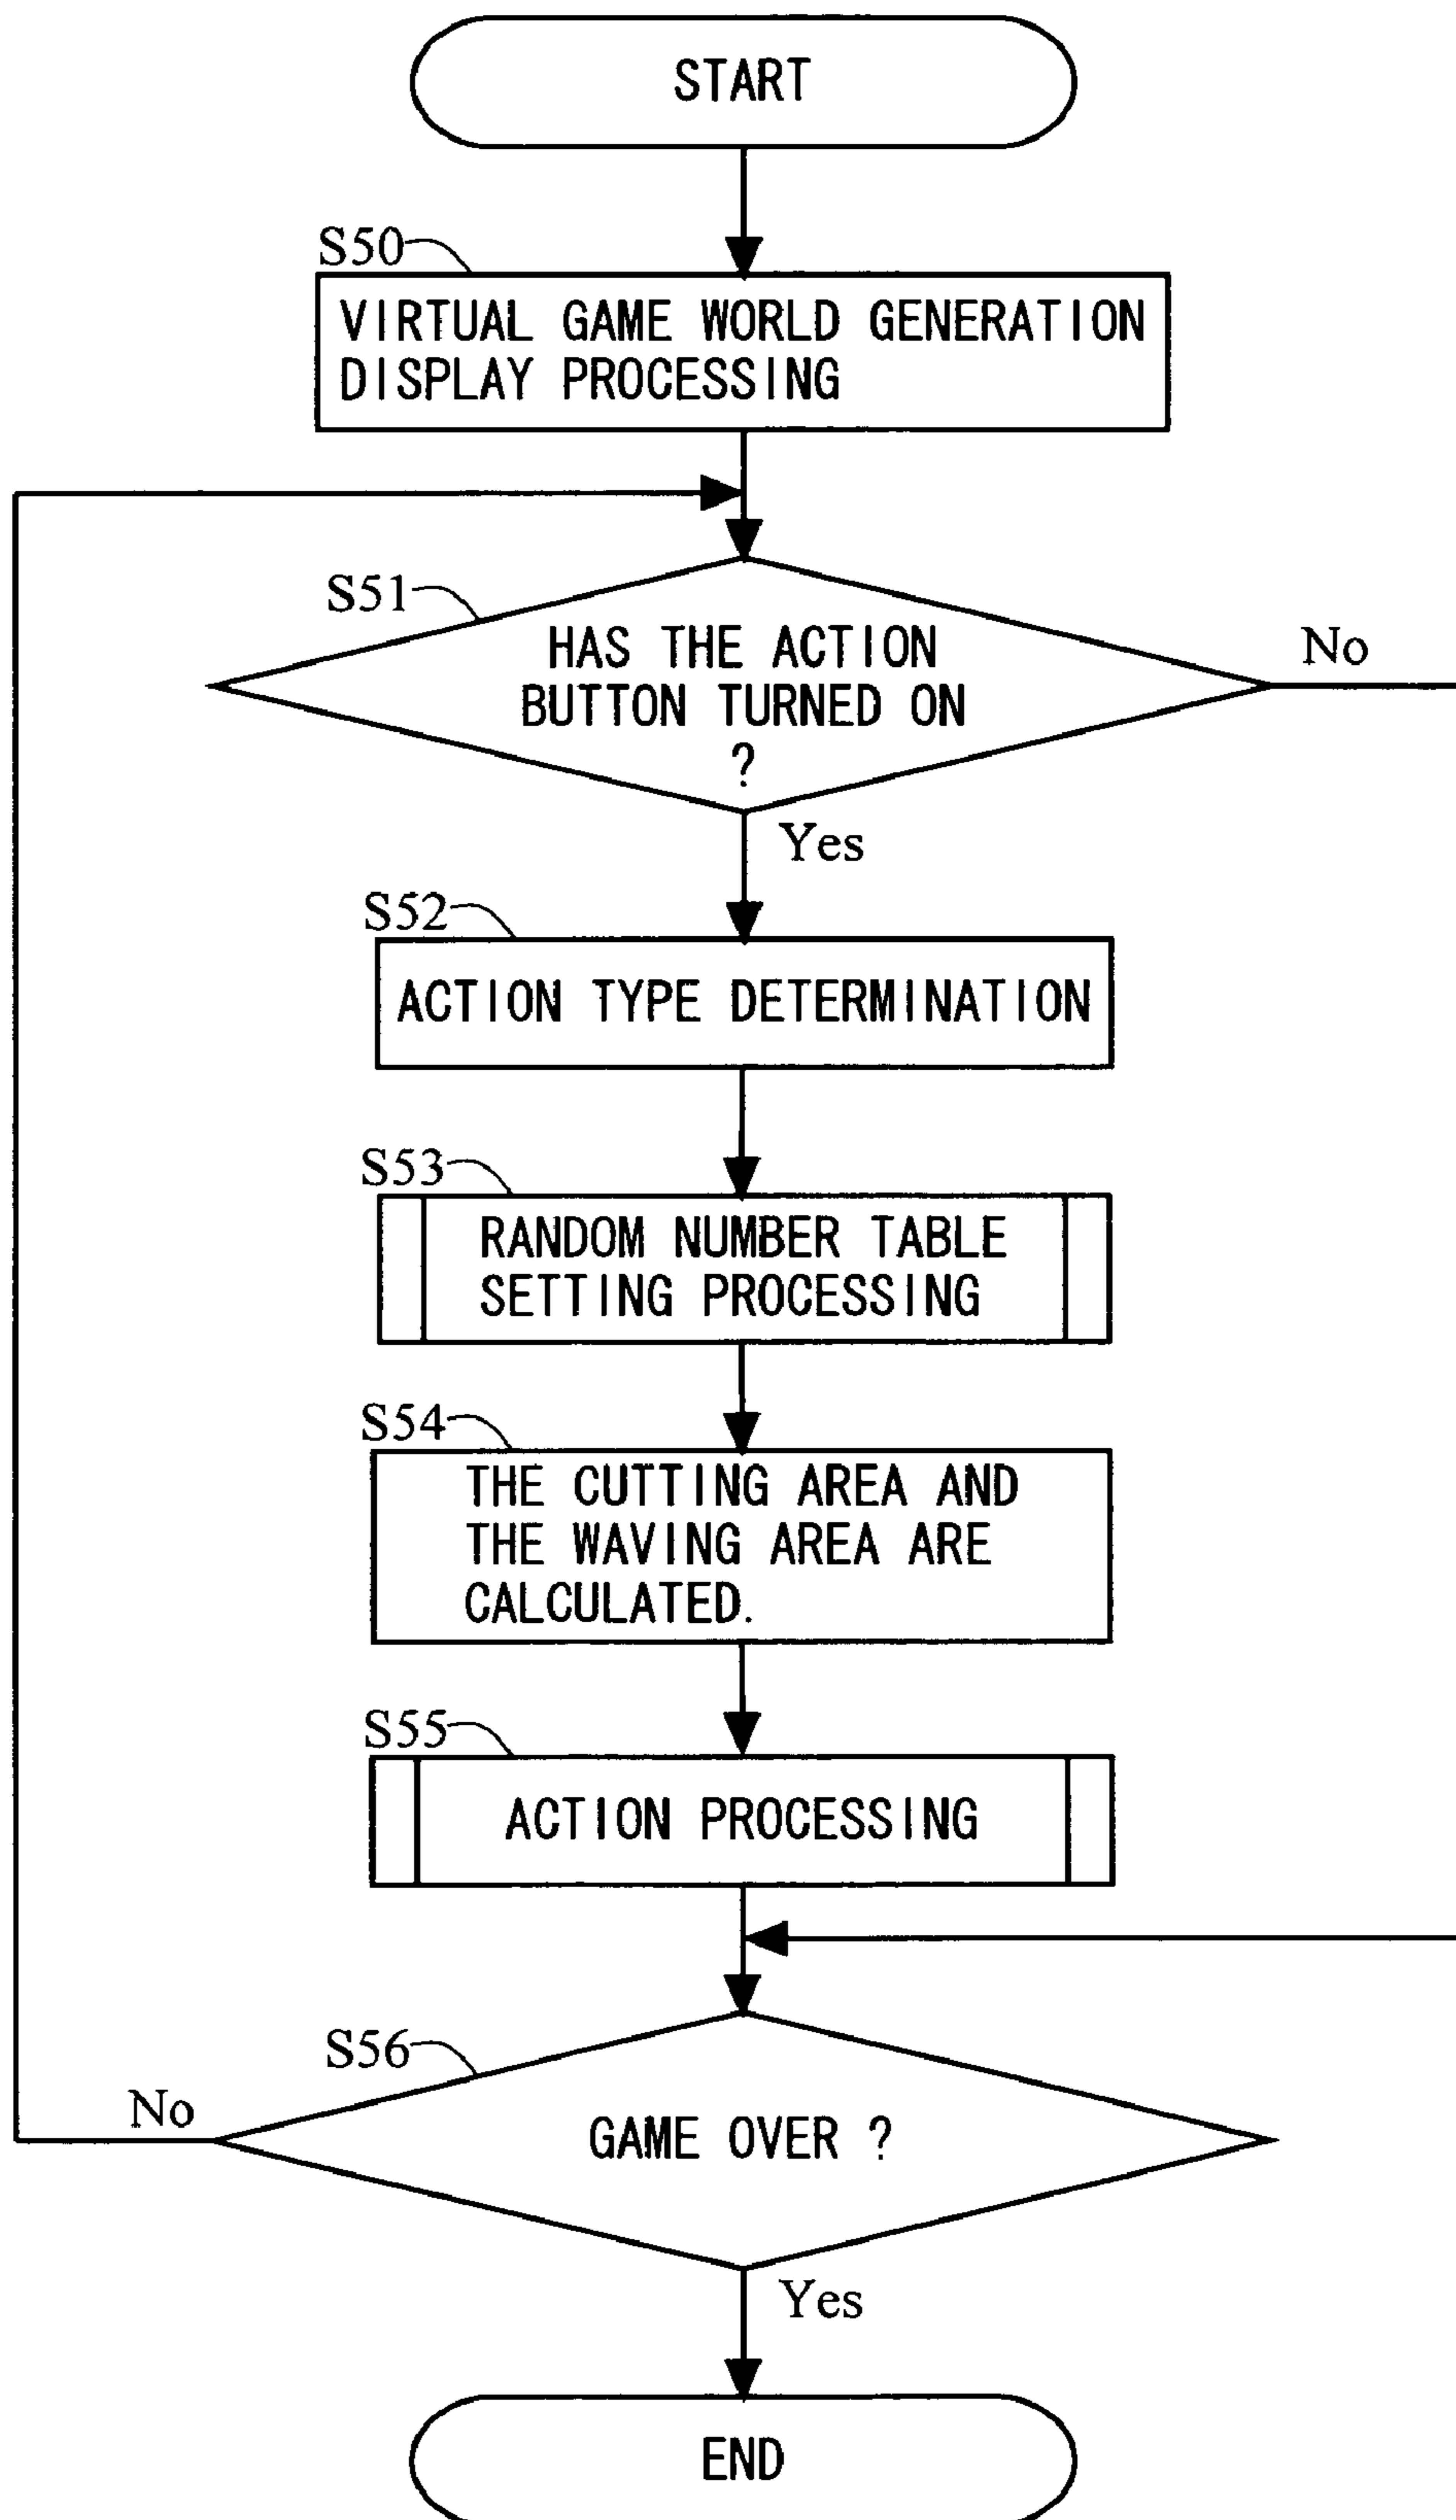 START
S50
VIRTUAL GAME WORLD GENERATION
DISPLAY PROCESSING
S51
HAS THE ACTION
BUTTON TURNED ON
?
No
Yes
S52
ACTION TYPE DETERMINATION
S53
RANDOM NUMBER TABLE
SETTING PROCESSING
S54
THE CUTTING AREA AND
THE WAVING AREA ARE
CALCULATED.
S55
ACTION PROCESSING
S56
No
GAME OVER ?
Yes
END